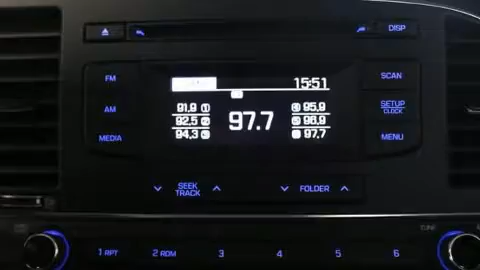 DISP
FM
SCAN
15:51
91.9 1
4 95.9
AM
SETUP
CLOCK
92.5 2
97.7
5 96.9
94.3 3
6 97.7
MEDIA
MENU
SEEK
TRACK
FOLDER
TUNE
1 RPT
2 RDM
3
4
5
6